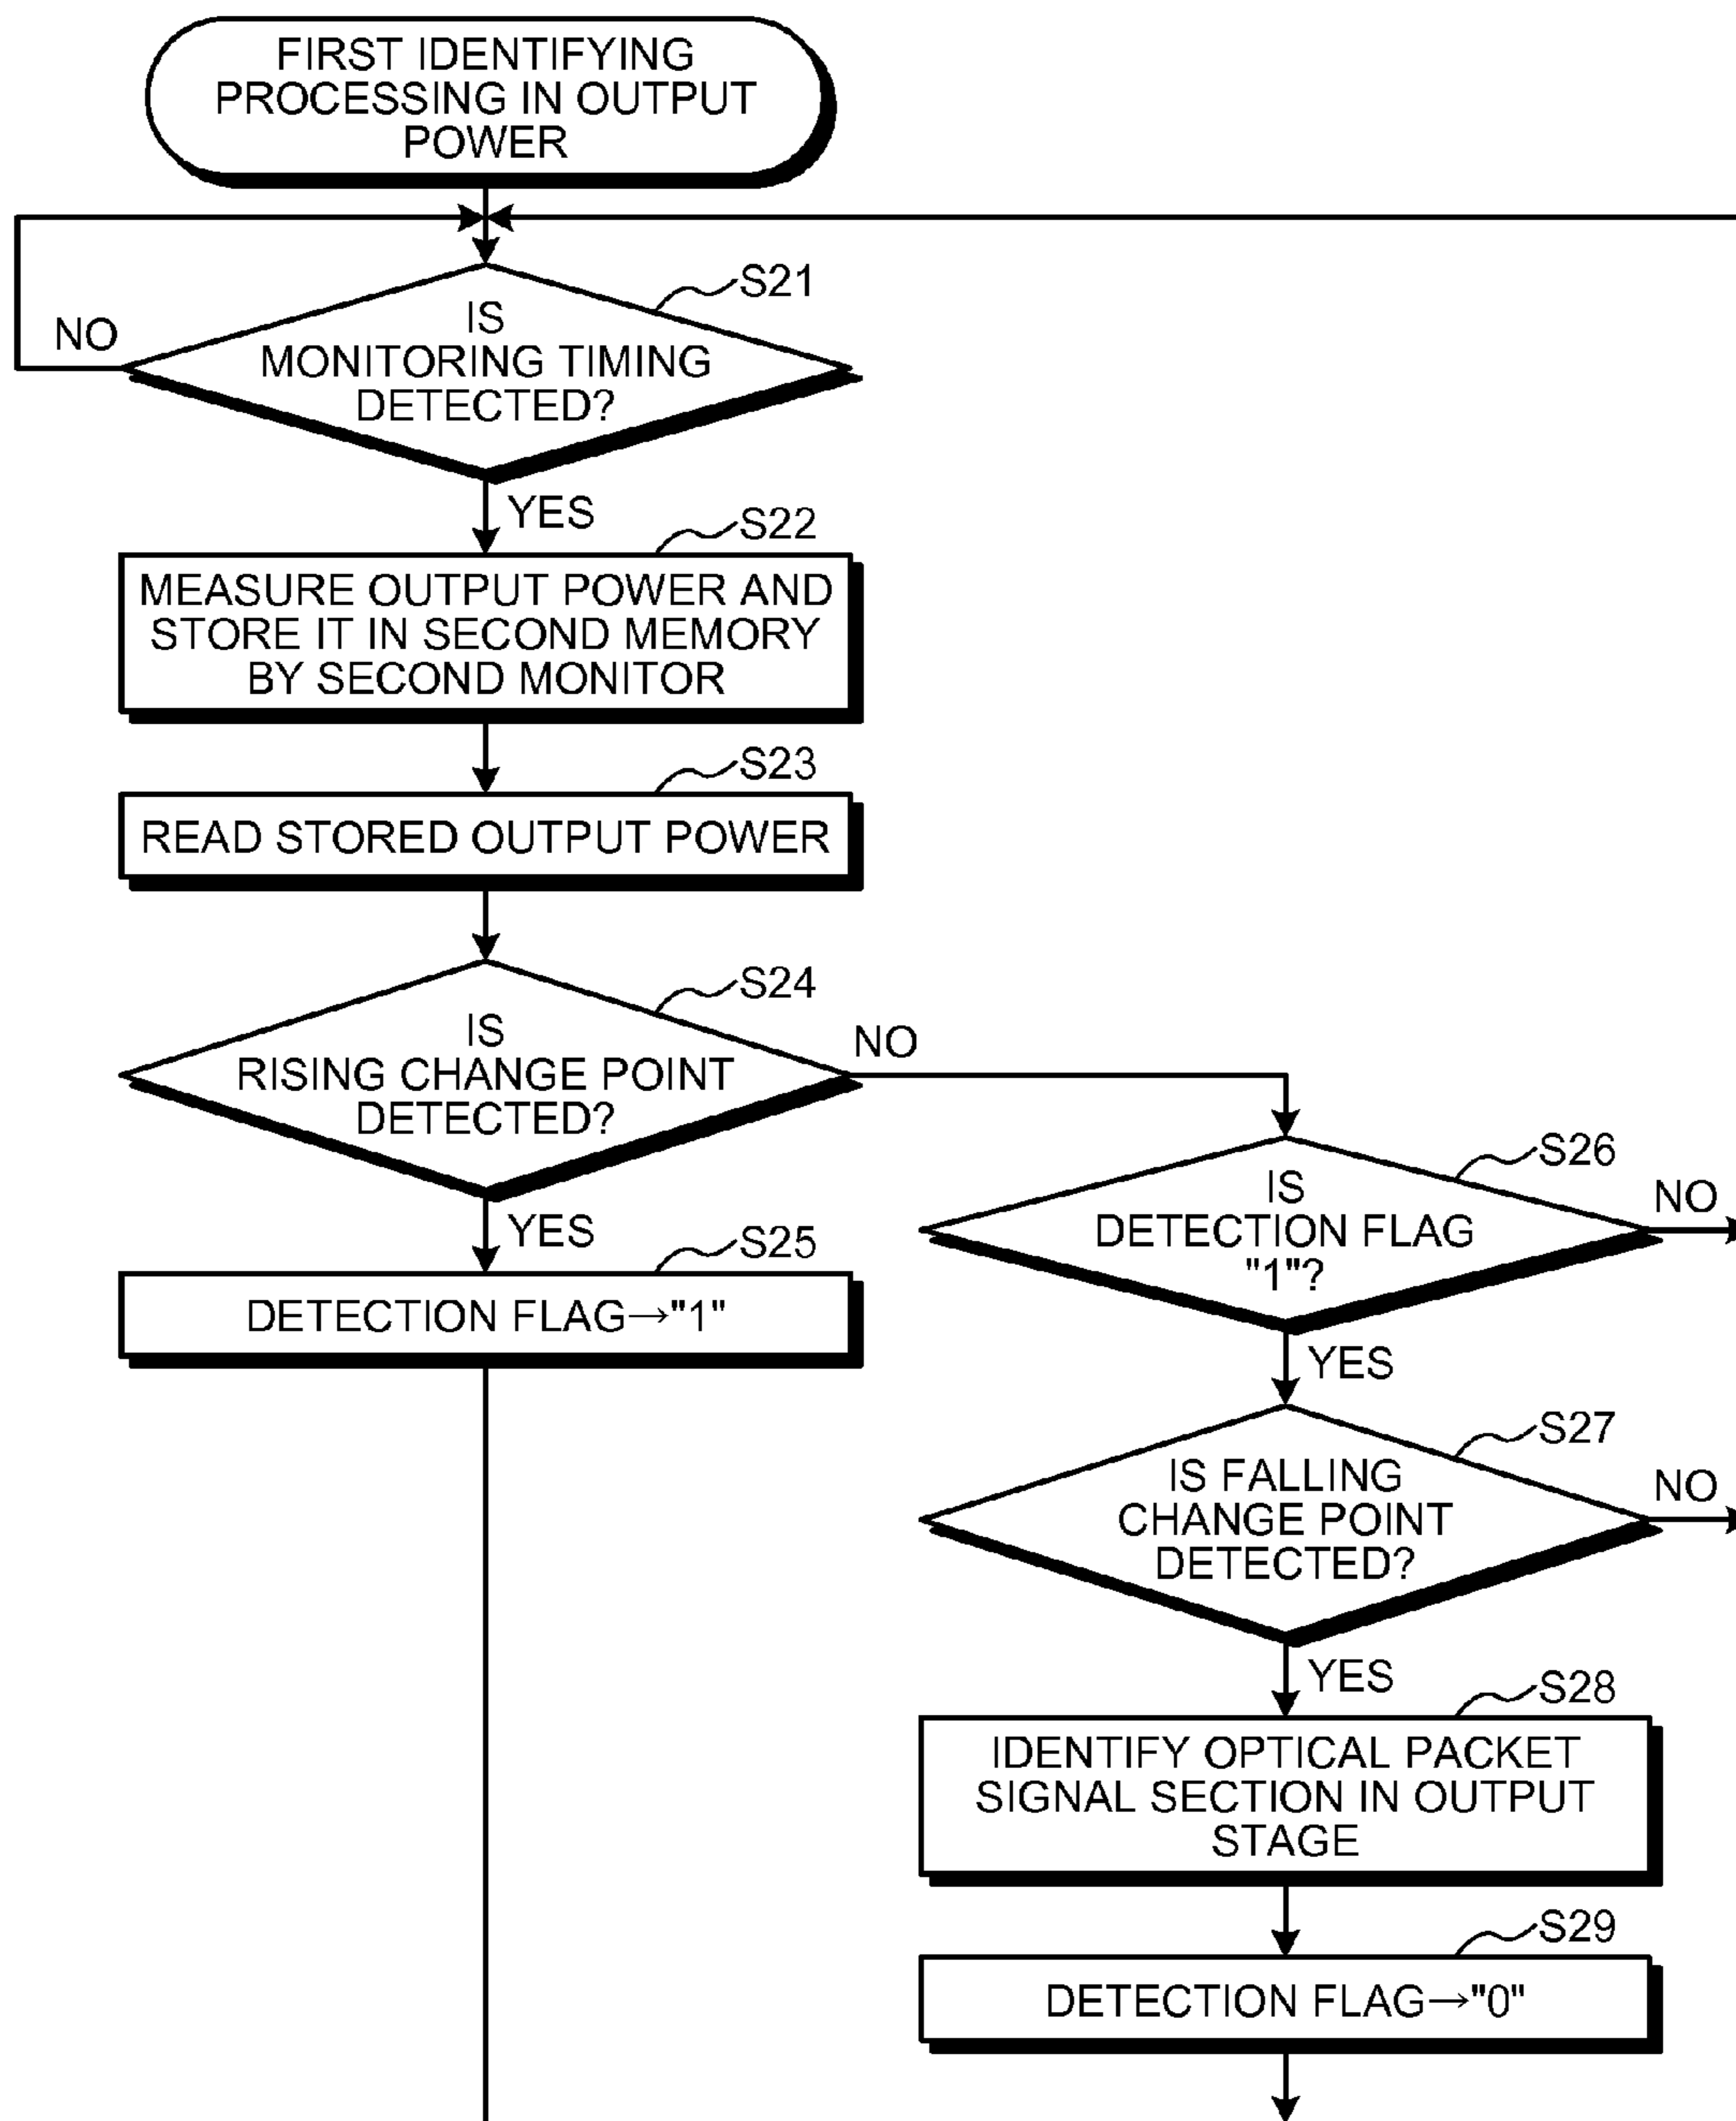 FIRST IDENTIFYING
PROCESSING IN OUTPUT
POWER
S21
NO
IS
MONITORING TIMING
DETECTED?
YES
S22
MEASURE OUTPUT POWER AND
STORE IT IN SECOND MEMORY
BY SECOND MONITOR
S23
READ STORED OUTPUT POWER
S24
IS
RISING CHANGE POINT
DETECTED?
NO
YES
S25
DETECTION FLAG→"1"
S26
IS
DETECTION FLAG
"1"?
NO
YES
S27
IS FALLING
CHANGE POINT
DETECTED?
NO
YES
S28
IDENTIFY OPTICAL PACKET
SIGNAL SECTION IN OUTPUT
STAGE
S29
DETECTION FLAG→"0"